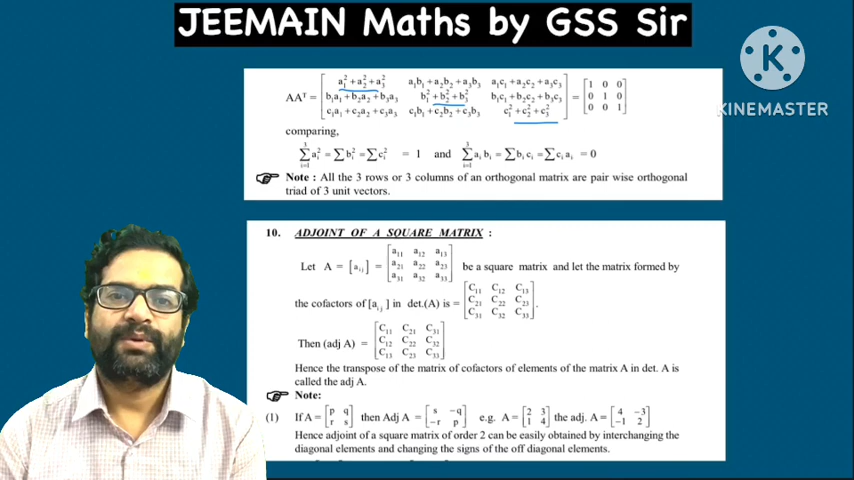 JEEMAIN Maths by GSS Sir
K
KINEMASTER
AAᵀ = [ a₁² + a₂² + a₃²  a₁b₁ + a₂b₂ + a₃b₃  a₁c₁ + a₂c₂ + a₃c₃ ; b₁a₁ + b₂a₂ + b₃a₃  b₁² + b₂² + b₃²  b₁c₁ + b₂c₂ + b₃c₃ ; c₁a₁ + c₂a₂ + c₃a₃  c₁b₁ + c₂b₂ + c₃b₃  c₁² + c₂² + c₃² ] = [ 1 0 0 ; 0 1 0 ; 0 0 1 ]
comparing,
∑³ᵢ₌₁ aᵢ² = ∑ bᵢ² = ∑ cᵢ² = 1 and ∑³ᵢ₌₁ aᵢ bᵢ = ∑ bᵢ cᵢ = ∑ cᵢ aᵢ = 0
Note : All the 3 rows or 3 columns of an orthogonal matrix are pair wise orthogonal
triad of 3 unit vectors.
10. ADJOINT OF A SQUARE MATRIX :
Let A = [aᵢⱼ] = [ a₁₁ a₁₂ a₁₃ ; a₂₁ a₂₂ a₂₃ ; a₃₁ a₃₂ a₃₃ ] be a square matrix and let the matrix formed by
the cofactors of [aᵢⱼ] in det.(A) is = [ C₁₁ C₁₂ C₁₃ ; C₂₁ C₂₂ C₂₃ ; C₃₁ C₃₂ C₃₃ ].
Then (adj A) = [ C₁₁ C₂₁ C₃₁ ; C₁₂ C₂₂ C₃₂ ; C₁₃ C₂₃ C₃₃ ]
Hence the transpose of the matrix of cofactors of elements of the matrix A in det. A is
called the adj A.
Note:
(1) If A = [ p q ; r s ] then Adj A = [ s −q ; −r p ] e.g. A = [ 2 3 ; 1 4 ] the adj. A = [ 4 −3 ; −1 2 ]
Hence adjoint of a square matrix of order 2 can be easily obtained by interchanging the
diagonal elements and changing the signs of the off diagonal elements.